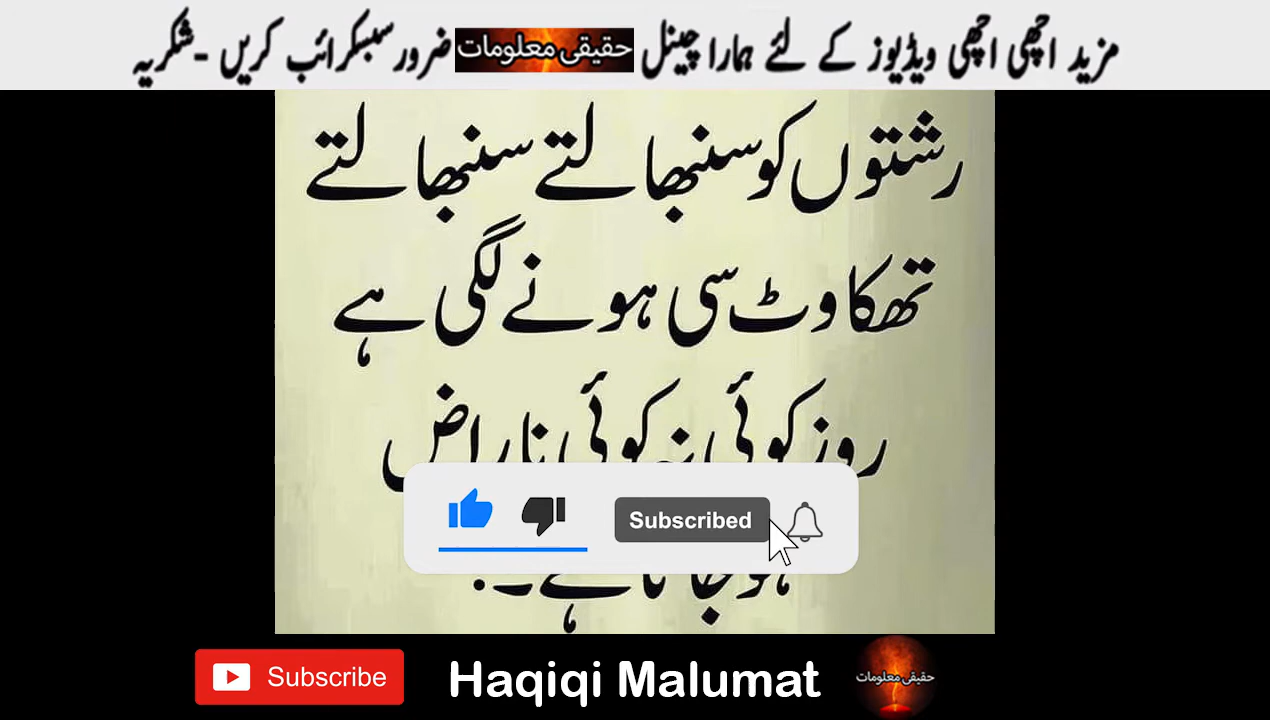 مزید اچھی اچھی ویڈیوز کے لئے ہمارا چینل حقیقی معلومات ضرور سبسکرائب کریں -شکریہ
رشتوں کو سنبھالتے سنبھالتے
تھکاوٹ سی ہونے لگی ہے
روز کوئی نہ کوئی ناراض
Subscribed
ہو جاتا ہے۔۔!
Subscribe Haqiqi Malumat حقیقی معلومات